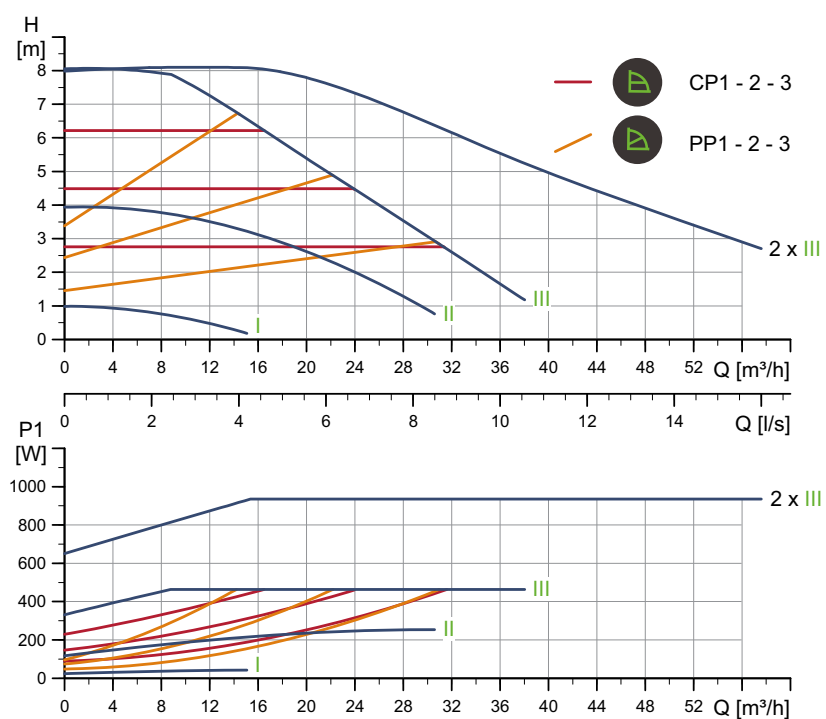 H
[m]
8
7
6
5
4
3
2
1
0
CP1 - 2 - 3
PP1 - 2 - 3
2 x III
III
II
I
0 4 8 12 16 20 24 28 32 36 40 44 48 52 Q [m³/h]
0 2 4 6 8 10 12 14 Q [l/s]
P1
[W]
1000
800
600
400
200
0
2 x III
III
II
I
0 4 8 12 16 20 24 28 32 36 40 44 48 52 Q [m³/h]